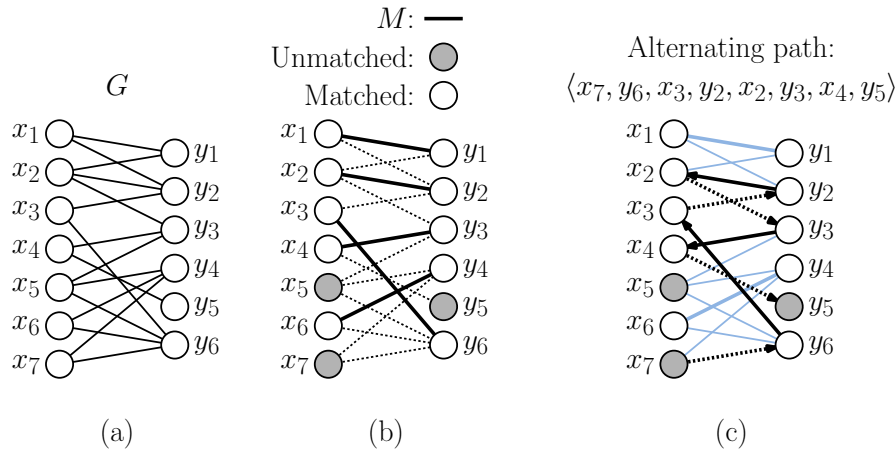 G
x₁
x₂
x₃
x₄
x₅
x₆
x₇
y₁
y₂
y₃
y₄
y₅
y₆
(a)
M:
Unmatched:
Matched:
x₁
x₂
x₃
x₄
x₅
x₆
x₇
y₁
y₂
y₃
y₄
y₅
y₆
(b)
Alternating path:
⟨x₇, y₆, x₃, y₂, x₂, y₃, x₄, y₅⟩
x₁
x₂
x₃
x₄
x₅
x₆
x₇
y₁
y₂
y₃
y₄
y₅
y₆
(c)